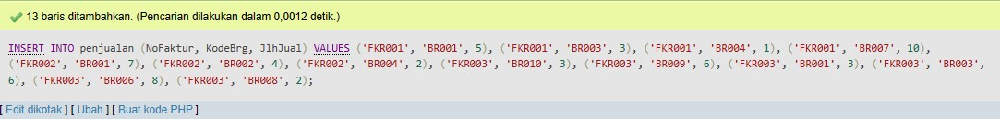 13 baris ditambahkan. (Pencarian dilakukan dalam 0,0012 detik.)
INSERT INTO penjualan (NoFaktur, KodeBrg, JlhJual) VALUES ('FKR001', 'BR001', 5), ('FKR001', 'BR003', 3), ('FKR001', 'BR004', 1), ('FKR001', 'BR007', 10),
('FKR002', 'BR001', 7), ('FKR002', 'BR002', 4), ('FKR002', 'BR004', 2), ('FKR003', 'BR010', 3), ('FKR003', 'BR009', 6), ('FKR003', 'BR001', 3), ('FKR003', 'BR003',
6), ('FKR003', 'BR006', 8), ('FKR003', 'BR008', 2);
[ Edit dikotak ] [ Ubah ] [ Buat kode PHP ]